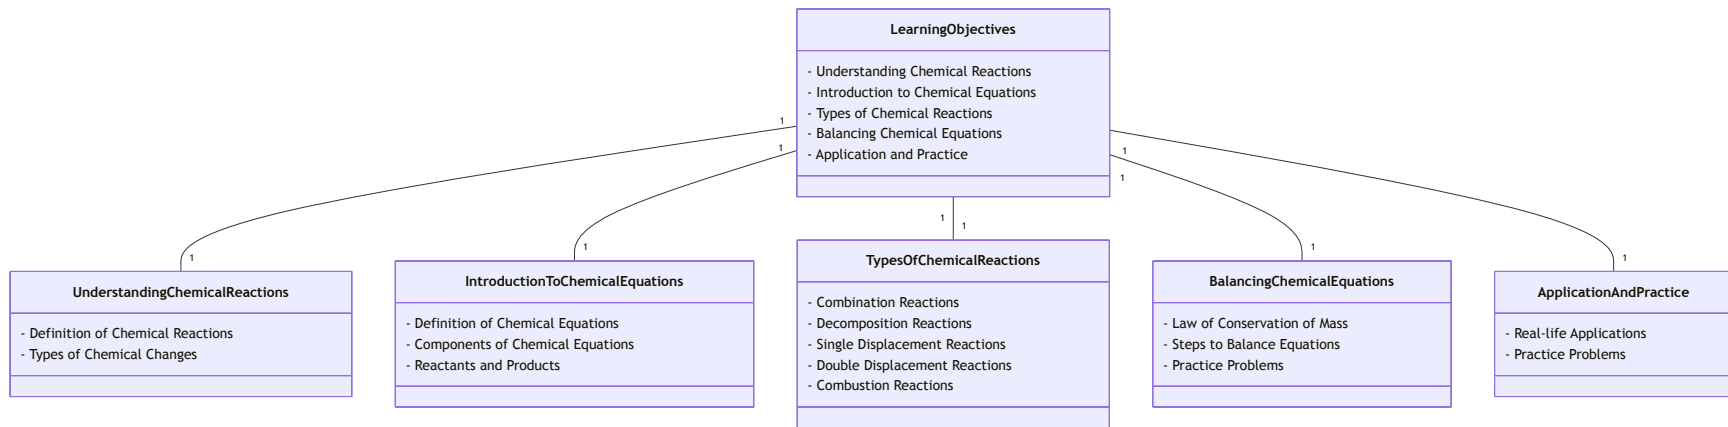 LearningObjectives
- Understanding Chemical Reactions
- Introduction to Chemical Equations
- Types of Chemical Reactions
- Balancing Chemical Equations
- Application and Practice
1
1
1
1
1
1
1
1
1
1
UnderstandingChemicalReactions
- Definition of Chemical Reactions
- Types of Chemical Changes
IntroductionToChemicalEquations
- Definition of Chemical Equations
- Components of Chemical Equations
- Reactants and Products
TypesOfChemicalReactions
- Combination Reactions
- Decomposition Reactions
- Single Displacement Reactions
- Double Displacement Reactions
- Combustion Reactions
BalancingChemicalEquations
- Law of Conservation of Mass
- Steps to Balance Equations
- Practice Problems
ApplicationAndPractice
- Real-life Applications
- Practice Problems